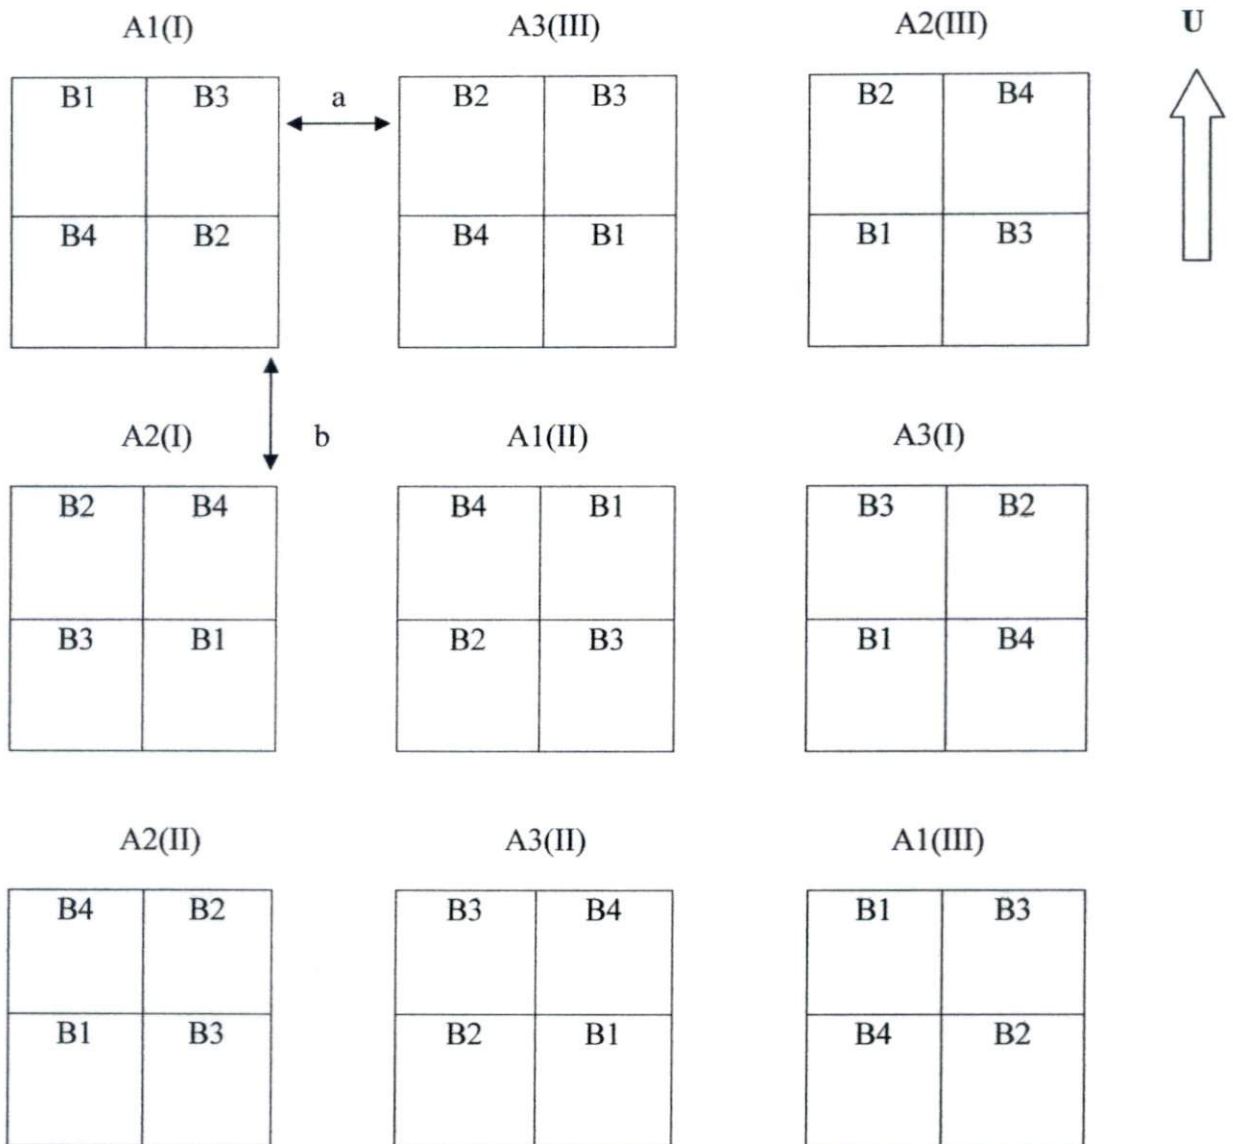 A1(I) A3(III) A2(III) U
B1 B3 a B2 B3 B2 B4
B4 B2 B4 B1 B1 B3
A2(I) b A1(II) A3(I)
B2 B4 B4 B1 B3 B2
B3 B1 B2 B3 B1 B4
A2(II) A3(II) A1(III)
B4 B2 B3 B4 B1 B3
B1 B3 B2 B1 B4 B2